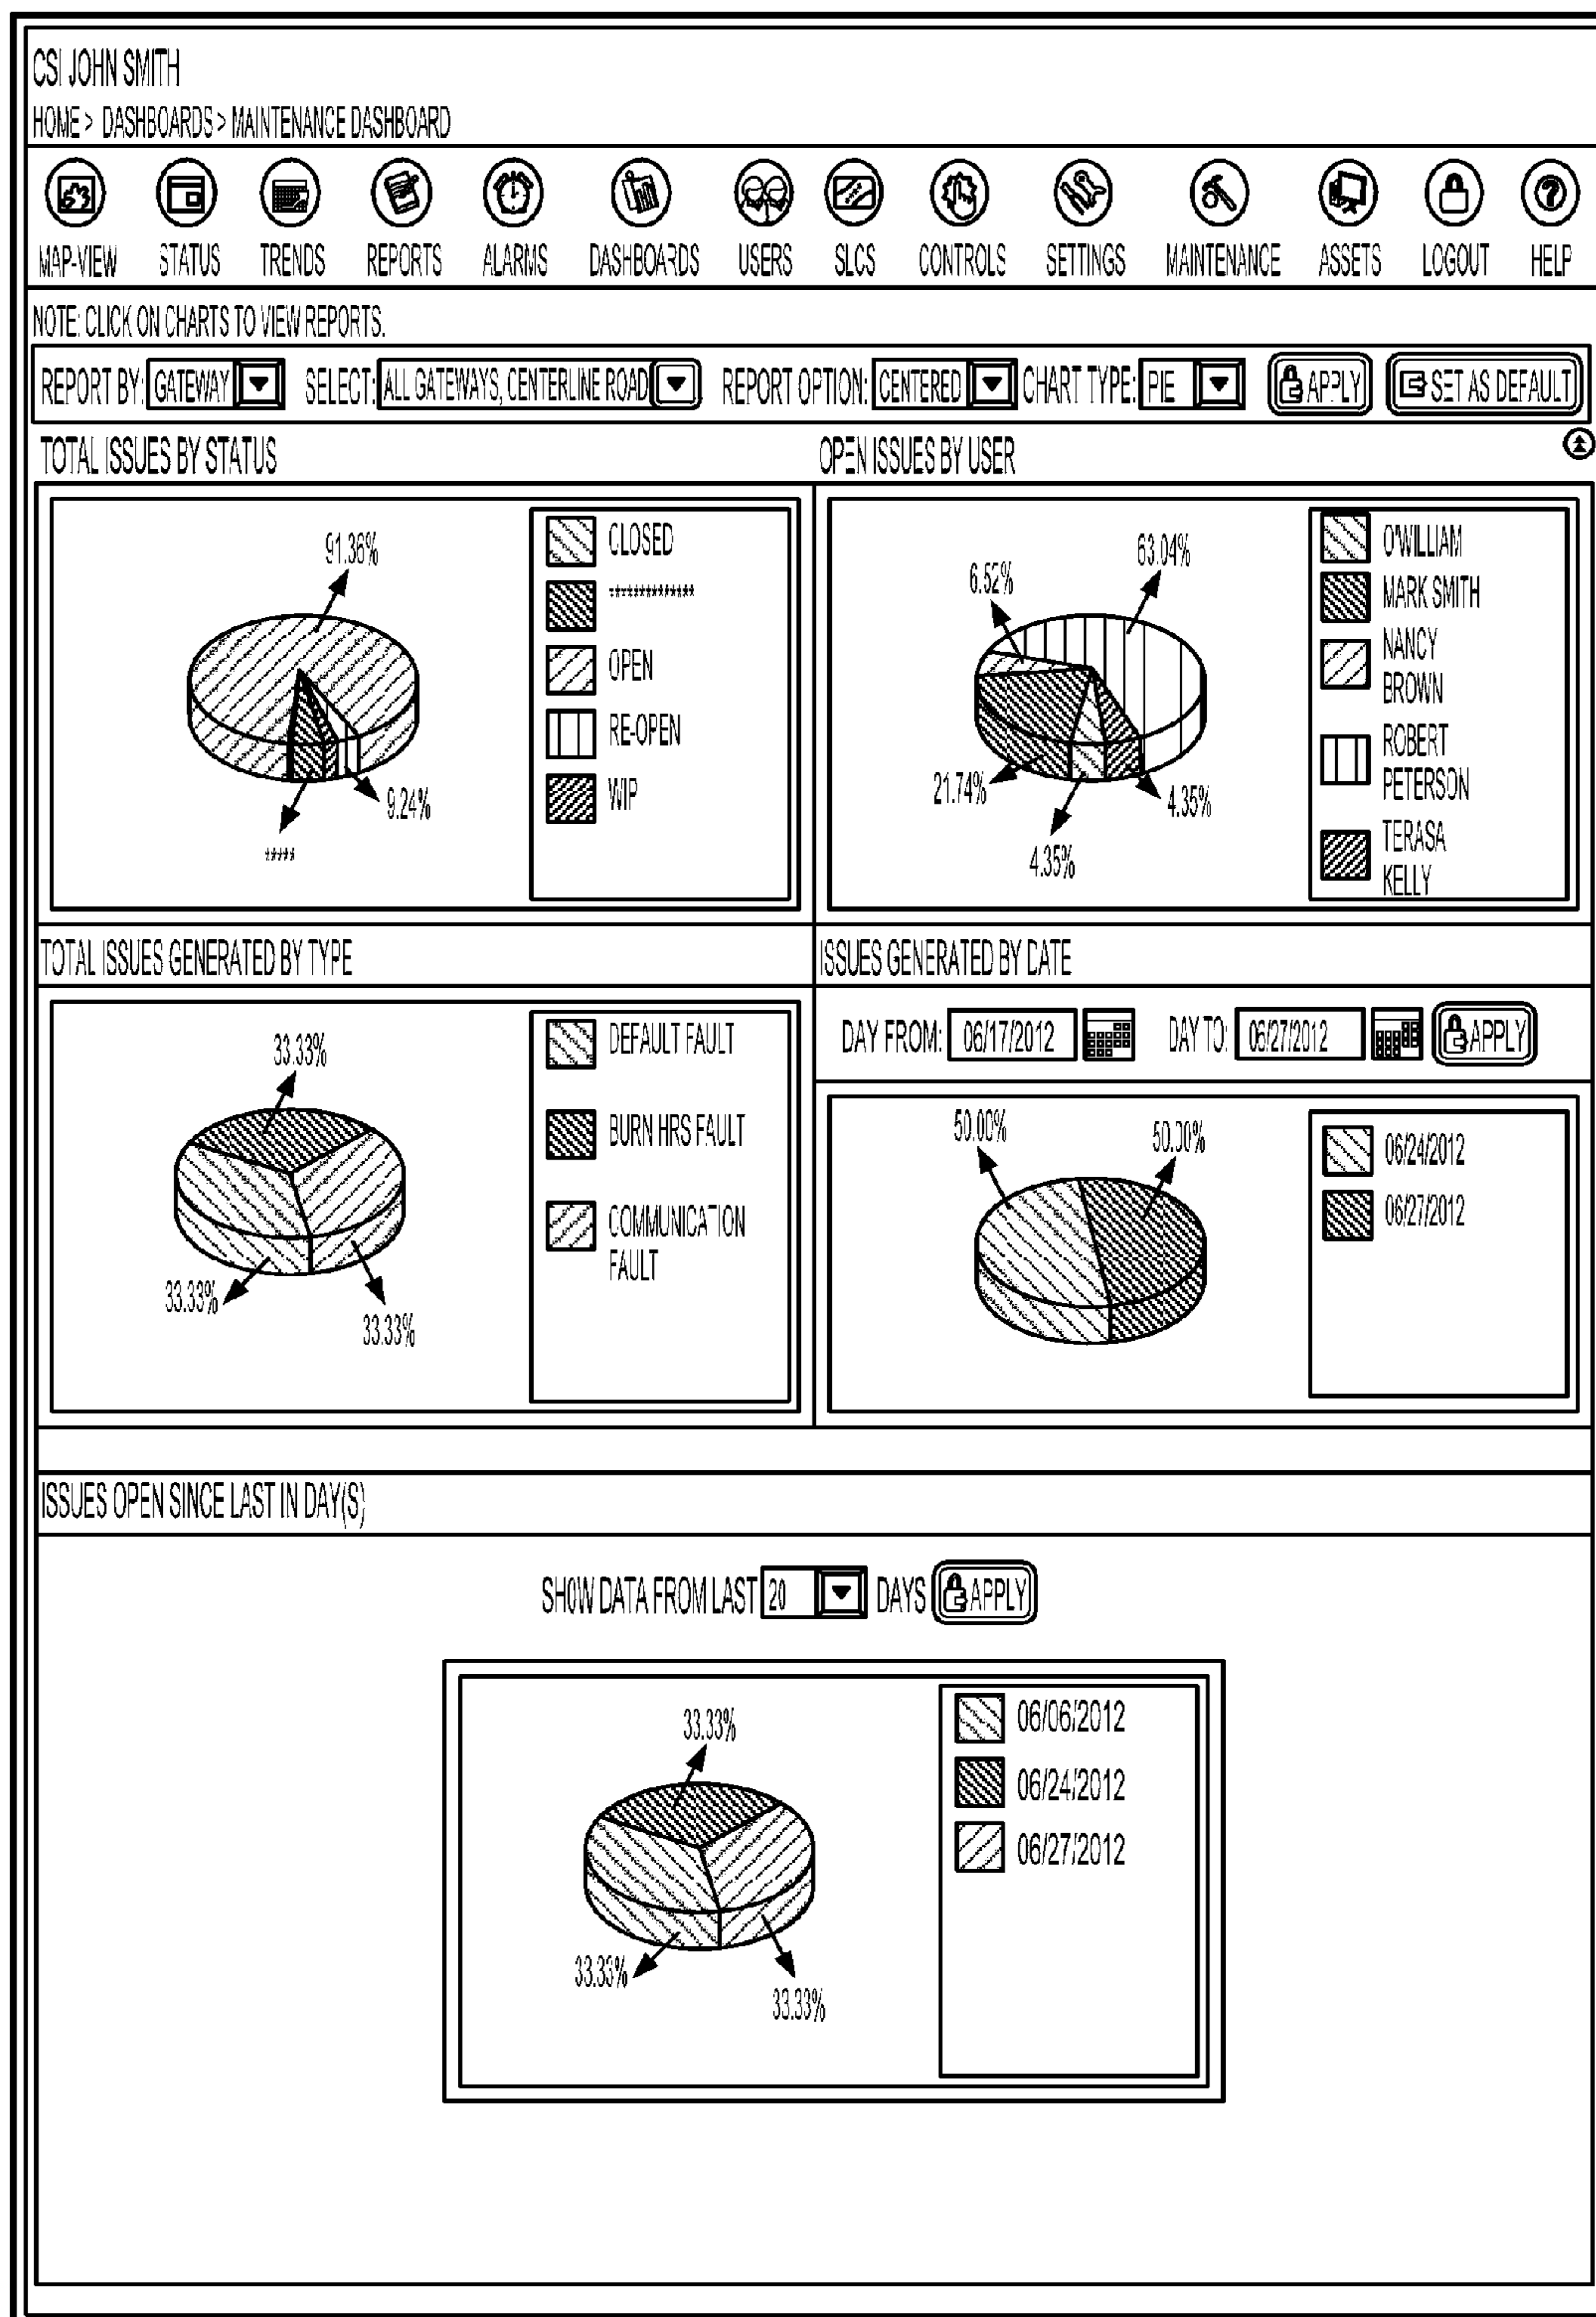 CSI JOHN SMITH
HOME > DASHBOARDS > MAINTENANCE DASHBOARD
MAP-VIEW STATUS TRENDS REPORTS ALARMS DASHBOARDS USERS SLCS CONTROLS SETTINGS MAINTENANCE ASSETS LOGOUT HELP
NOTE: CLICK ON CHARTS TO VIEW REPORTS.
REPORT BY: GATEWAY SELECT: ALL GATEWAYS, CENTERLINE ROAD REPORT OPTION: CENTERED CHART TYPE: PIE APPLY SET AS DEFAULT
TOTAL ISSUES BY STATUS
91.36%
9.24%
*****
CLOSED
*************
OPEN
RE-OPEN
WIP
OPEN ISSUES BY USER
6.52%
63.04%
21.74%
4.35%
4.35%
O'WILLIAM
MARK SMITH
NANCY
BROWN
ROBERT
PETERSON
TERASA
KELLY
TOTAL ISSUES GENERATED BY TYPE
33.33%
33.33%
33.33%
DEFAULT FAULT
BURN HRS FAULT
COMMUNICATION
FAULT
ISSUES GENERATED BY DATE
DAY FROM: 06/17/2012 DAY TO: 06/27/2012 APPLY
50.00%
50.00%
06/24/2012
06/27/2012
ISSUES OPEN SINCE LAST IN DAY(S)
SHOW DATA FROM LAST 20 DAYS APPLY
33.33%
33.33%
33.33%
06/06/2012
06/24/2012
06/27/2012